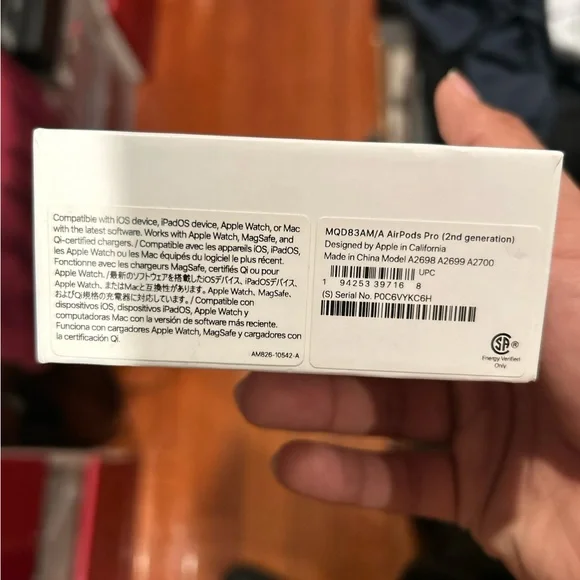 Compatible with iOS device, iPadOS device, Apple Watch, or Mac
with the latest software. Works with Apple Watch, MagSafe, and
Qi-certified chargers. / Compatible avec les appareils iOS, iPadOS,
les Apple Watch ou les Mac équipés du logiciel le plus récent.
Fonctionne avec les chargeurs MagSafe, certifiés Qi ou pour
Apple Watch. / 最新のソフトウェアを搭載したiOSデバイス、iPadOSデバイス、
Apple Watch、またはMacと互換性があります。Apple Watch、MagSafe、
およびQi規格の充電器に対応しています。 / Compatible con
dispositivos iOS, dispositivos iPadOS, Apple Watch y
computadoras Mac con la versión de software más reciente.
Funciona con cargadores Apple Watch, MagSafe y cargadores con
la certificación Qi.
AM826-10542-A
MQD83AM/A AirPods Pro (2nd generation)
Designed by Apple in California
Made in China Model A2698 A2699 A2700
UPC
1 94253 39716 8
(S) Serial No. P0C6VYKC6H
SA ®
Energy Verified
Only